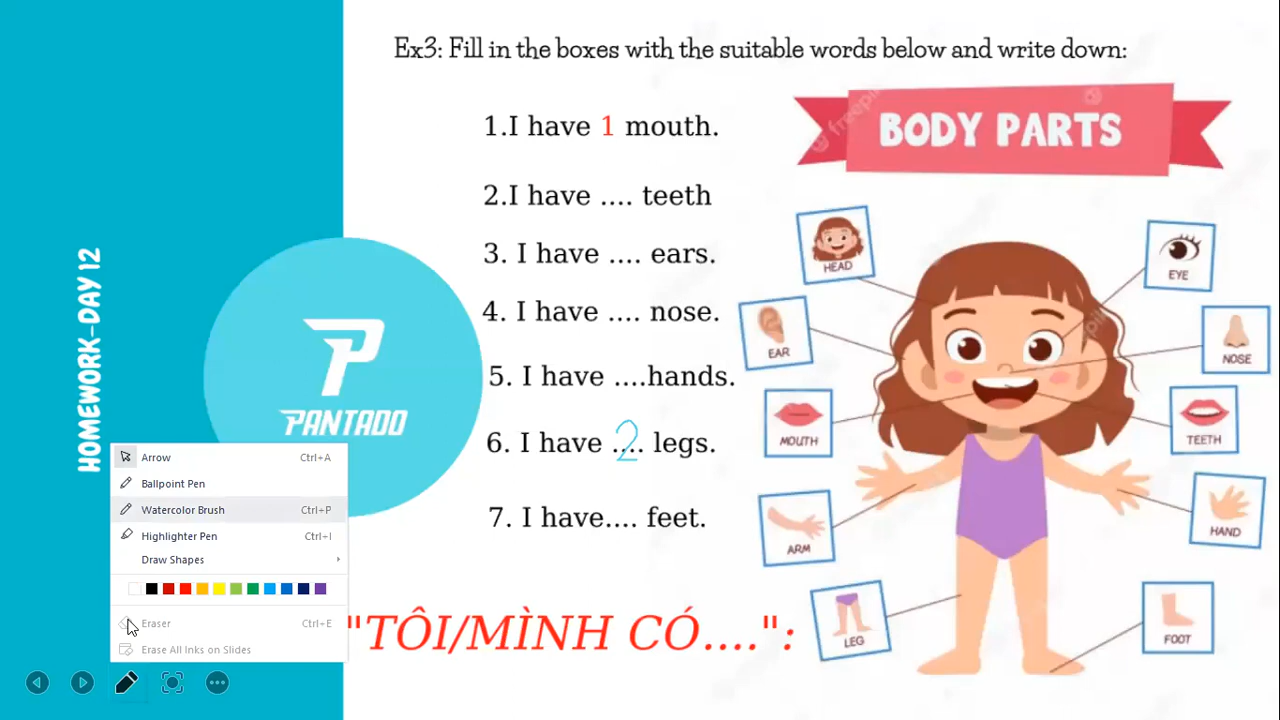 Ex3: Fill in the boxes with the suitable words below and write down:
BODY PARTS
1.I have 1 mouth.
2.I have .... teeth
3. I have .... ears.
4. I have .... nose.
5. I have ....hands.
6. I have .2.. legs.
7. I have.... feet.
"TÔI/MÌNH CÓ....":
HEAD
EYE
EAR
NOSE
MOUTH
TEETH
ARM
HAND
LEG
FOOT
HOMEWORK-DAY 12
PANTADO
Arrow Ctrl+A
Ballpoint Pen
Watercolor Brush Ctrl+P
Highlighter Pen Ctrl+I
Draw Shapes
Eraser Ctrl+E
Erase All Inks on Slides